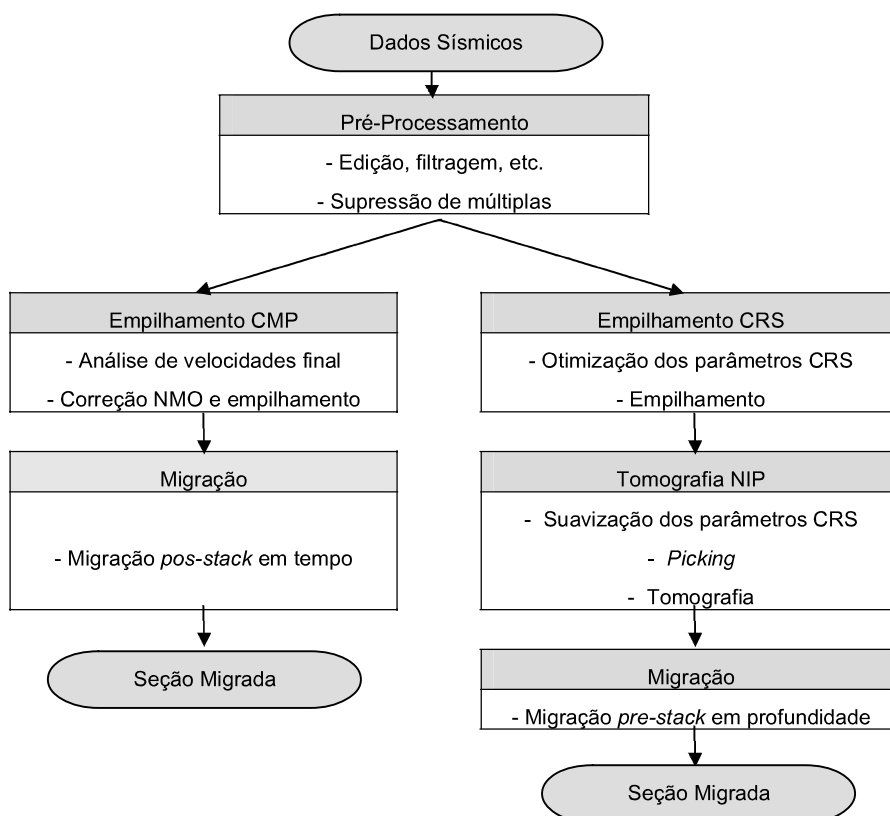 Dados Sísmicos
Pré-Processamento
- Edição, filtragem, etc.
- Supressão de múltiplas
Empilhamento CMP
- Análise de velocidades final
- Correção NMO e empilhamento
Migração
- Migração pos-stack em tempo
Seção Migrada
Empilhamento CRS
- Otimização dos parâmetros CRS
- Empilhamento
Tomografia NIP
- Suavização dos parâmetros CRS
- Picking
- Tomografia
Migração
- Migração pre-stack em profundidade
Seção Migrada